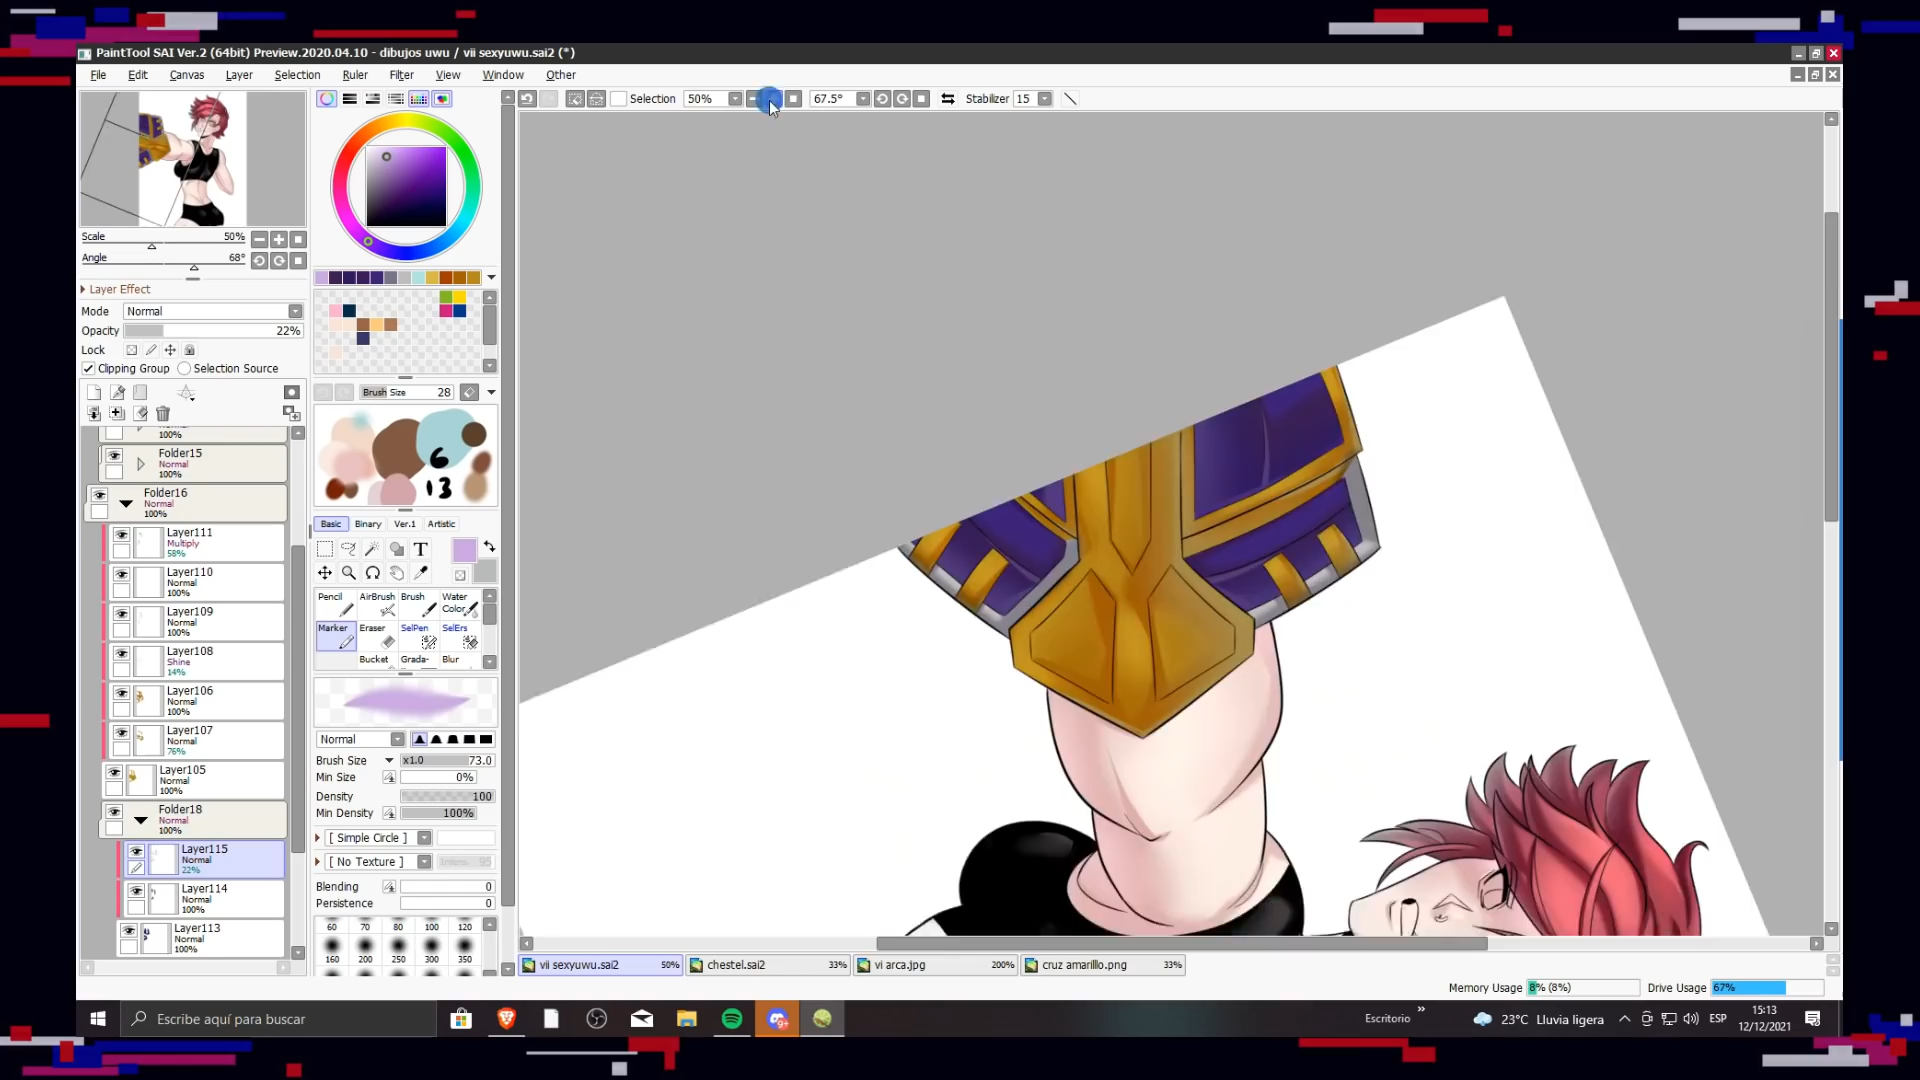 PaintTool SAI Ver.2 (64bit) Preview.2020.04.10 - dibujos uwu / vii sexyuwu.sai2 (*)
File Edit Canvas Layer Selection Ruler Filter View Window Other
Selection 50% 67.5° Stabilizer 15
Scale 50%
Angle 68°
Layer Effect
Mode Normal
Opacity 22%
Lock
Clipping Group Selection Source
100%
Folder15
Normal
100%
Folder16
Normal
100%
Layer111
Multiply
58%
Layer110
Normal
100%
Layer109
Normal
100%
Layer108
Shine
14%
Layer106
Normal
100%
Layer107
Normal
76%
Layer105
Normal
100%
Folder18
Normal
100%
Layer115
Normal
22%
Layer114
Normal
100%
Layer113
Normal
100%
Brush Size 28
6
13
Basic Binary Ver.1 Artistic
T
Pencil AirBrush Brush Water Color
Marker Eraser SelPen SelErs
Bucket Grada- Blur
Normal
Brush Size x1.0 73.0
Min Size 0%
Density 100
Min Density 100%
[ Simple Circle ]
[ No Texture ] 95
Blending 0
Persistence 0
60 70 80 100 120
160 200 250 300 350
vii sexyuwu.sai2 50% chestel.sai2 33% vi arca.jpg 200% cruz amarillo.png 33%
Memory Usage 8% (8%) Drive Usage 67%
Escribe aquí para buscar
9+
Escritorio »
23°C Lluvia ligera
ESP
15:13
12/12/2021